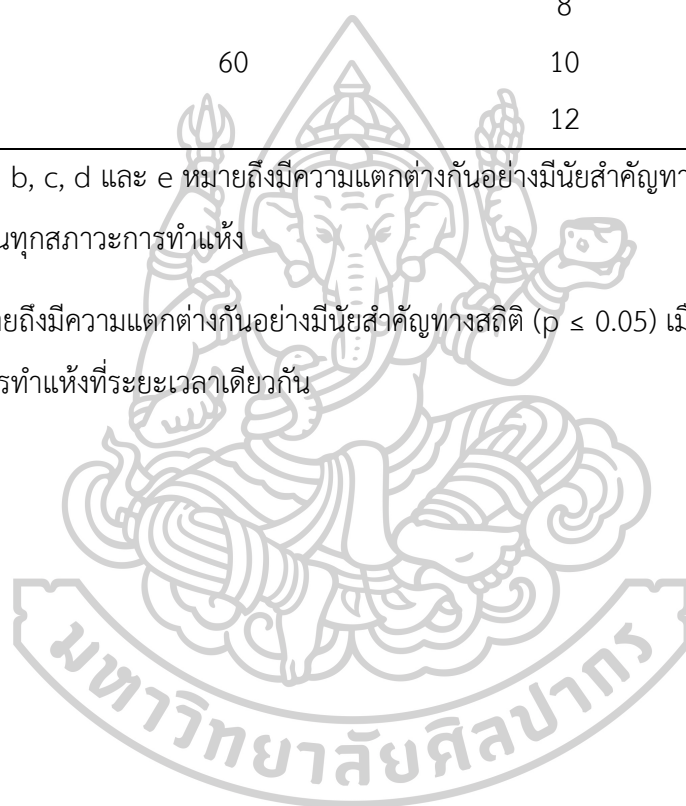 8
60 10
12
b, c, d และ e หมายถึงมีความแตกต่างกันอย่างมีนัยสำคัญทา
นทุกสภาวะการทำแห้ง
ยถึงมีความแตกต่างกันอย่างมีนัยสำคัญทางสถิติ (p ≤ 0.05) เมื
รทำแห้งที่ระยะเวลาเดียวกัน
มหาวิทยาลัยศิลปากร